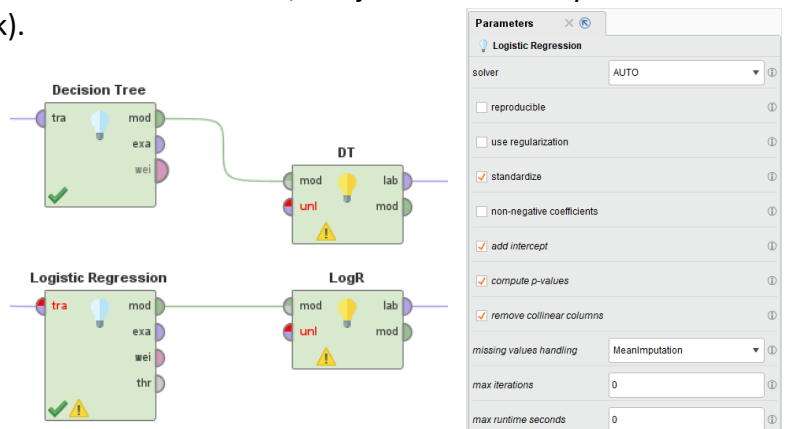 k).
Decision Tree
tra mod
exa
wei
DT
mod lab
unl mod
Logistic Regression
tra mod
exa
wei
thr
LogR
mod lab
unl mod
Parameters
Logistic Regression
solver AUTO
reproducible
use regularization
standardize
non-negative coefficients
add intercept
compute p-values
remove collinear columns
missing values handling MeanImputation
max iterations 0
max runtime seconds 0